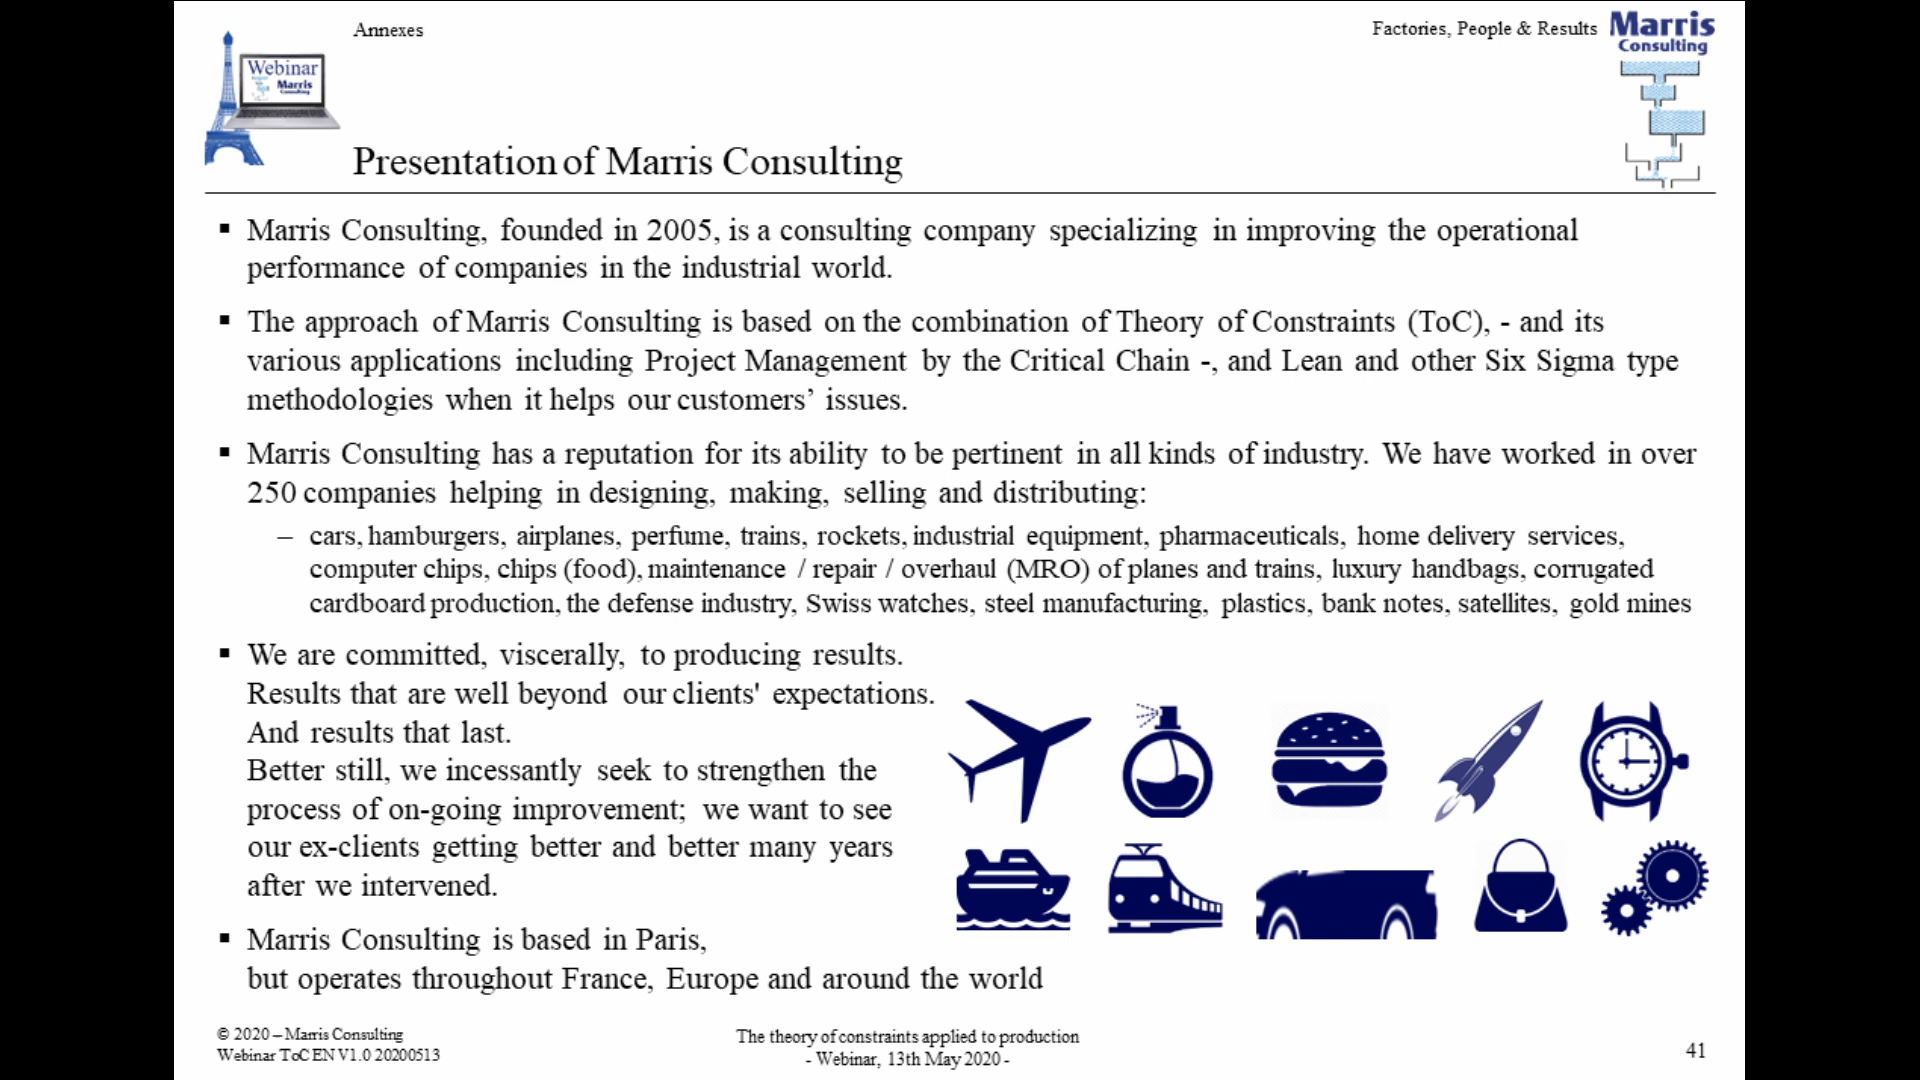 Annexes
Factories, People & Results
Marris
Consulting
Webinar
Marris
Consulting
Presentation of Marris Consulting
▪ Marris Consulting, founded in 2005, is a consulting company specializing in improving the operational
performance of companies in the industrial world.
▪ The approach of Marris Consulting is based on the combination of Theory of Constraints (ToC), - and its
various applications including Project Management by the Critical Chain -, and Lean and other Six Sigma type
methodologies when it helps our customers’ issues.
▪ Marris Consulting has a reputation for its ability to be pertinent in all kinds of industry. We have worked in over
250 companies helping in designing, making, selling and distributing:
– cars, hamburgers, airplanes, perfume, trains, rockets, industrial equipment, pharmaceuticals, home delivery services,
computer chips, chips (food), maintenance / repair / overhaul (MRO) of planes and trains, luxury handbags, corrugated
cardboard production, the defense industry, Swiss watches, steel manufacturing, plastics, bank notes, satellites, gold mines
▪ We are committed, viscerally, to producing results.
Results that are well beyond our clients' expectations.
And results that last.
Better still, we incessantly seek to strengthen the
process of on-going improvement; we want to see
our ex-clients getting better and better many years
after we intervened.
▪ Marris Consulting is based in Paris,
but operates throughout France, Europe and around the world
© 2020 – Marris Consulting
Webinar ToC EN V1.0 20200513
The theory of constraints applied to production
- Webinar, 13th May 2020 -
41